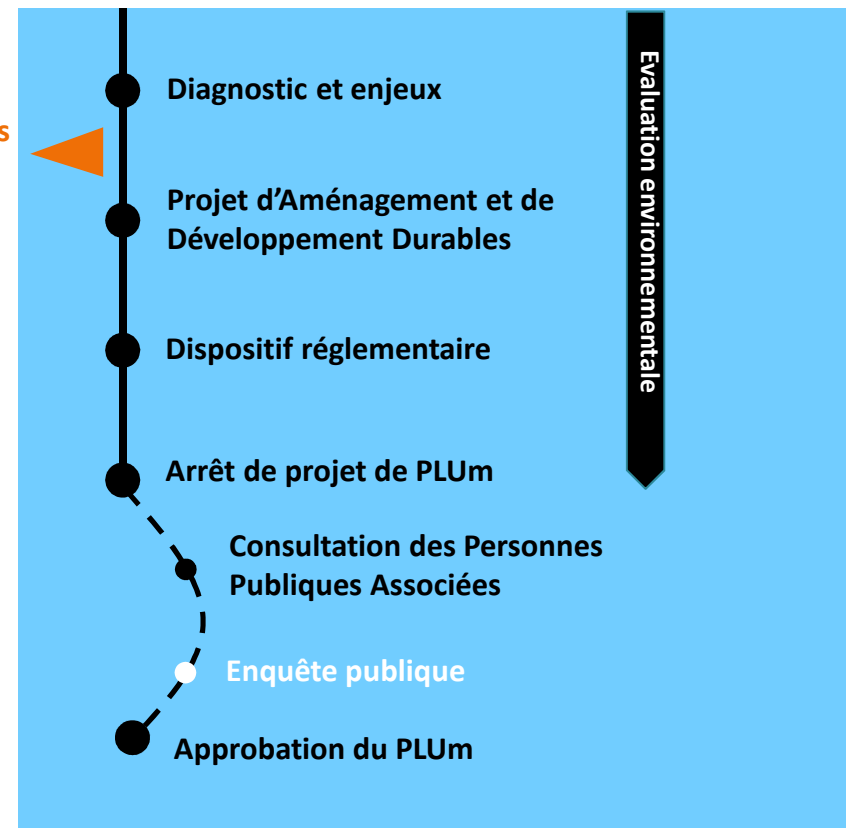 Diagnostic et enjeux
Projet d'Aménagement et de
Développement Durables
Dispositif réglementaire
Arrêt de projet de PLUm
Consultation des Personnes
Publiques Associées
Enquête publique
Approbation du PLUm
Evaluation environnementale